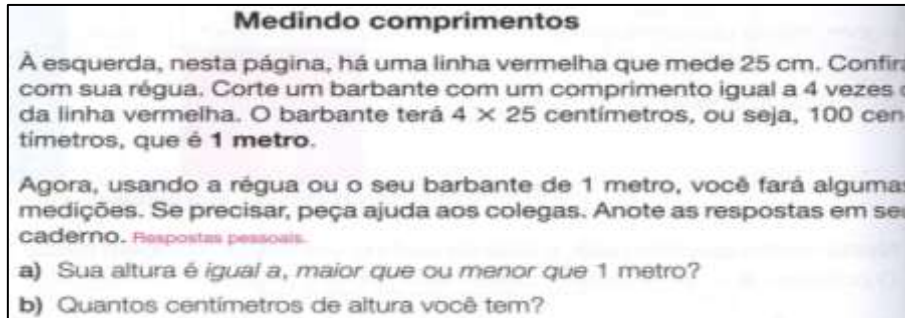 Medindo comprimentos
À esquerda, nesta página, há uma linha vermelha que mede 25 cm. Confira
com sua régua. Corte um barbante com um comprimento igual a 4 vezes o
da linha vermelha. O barbante terá 4 × 25 centímetros, ou seja, 100 cen-
tímetros, que é 1 metro.
Agora, usando a régua ou o seu barbante de 1 metro, você fará algumas
medições. Se precisar, peça ajuda aos colegas. Anote as respostas em seu
caderno. Respostas pessoais.
a) Sua altura é igual a, maior que ou menor que 1 metro?
b) Quantos centímetros de altura você tem?